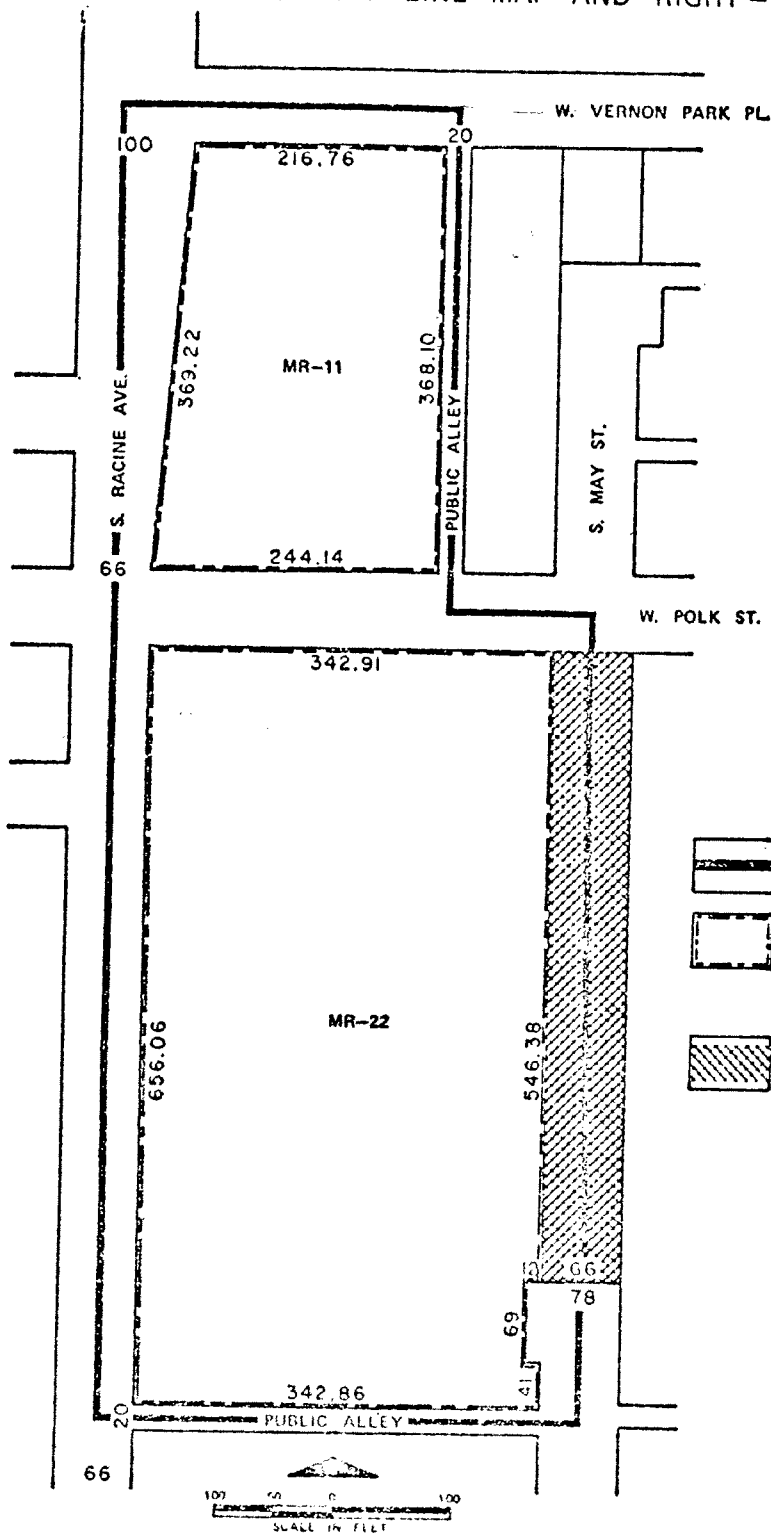 LINE MAP AND RIGHT-
W. VERNON PARK PL.
100
20
216.76
369.22
MR-11
368.10
S. RACINE AVE.
PUBLIC ALLEY
S. MAY ST.
66
244.14
W. POLK ST.
342.91
MR-22
656.06
546.38
12
66
78
69
41
342.86
20
PUBLIC ALLEY
66
100 50 0 100
SCALE IN FEET